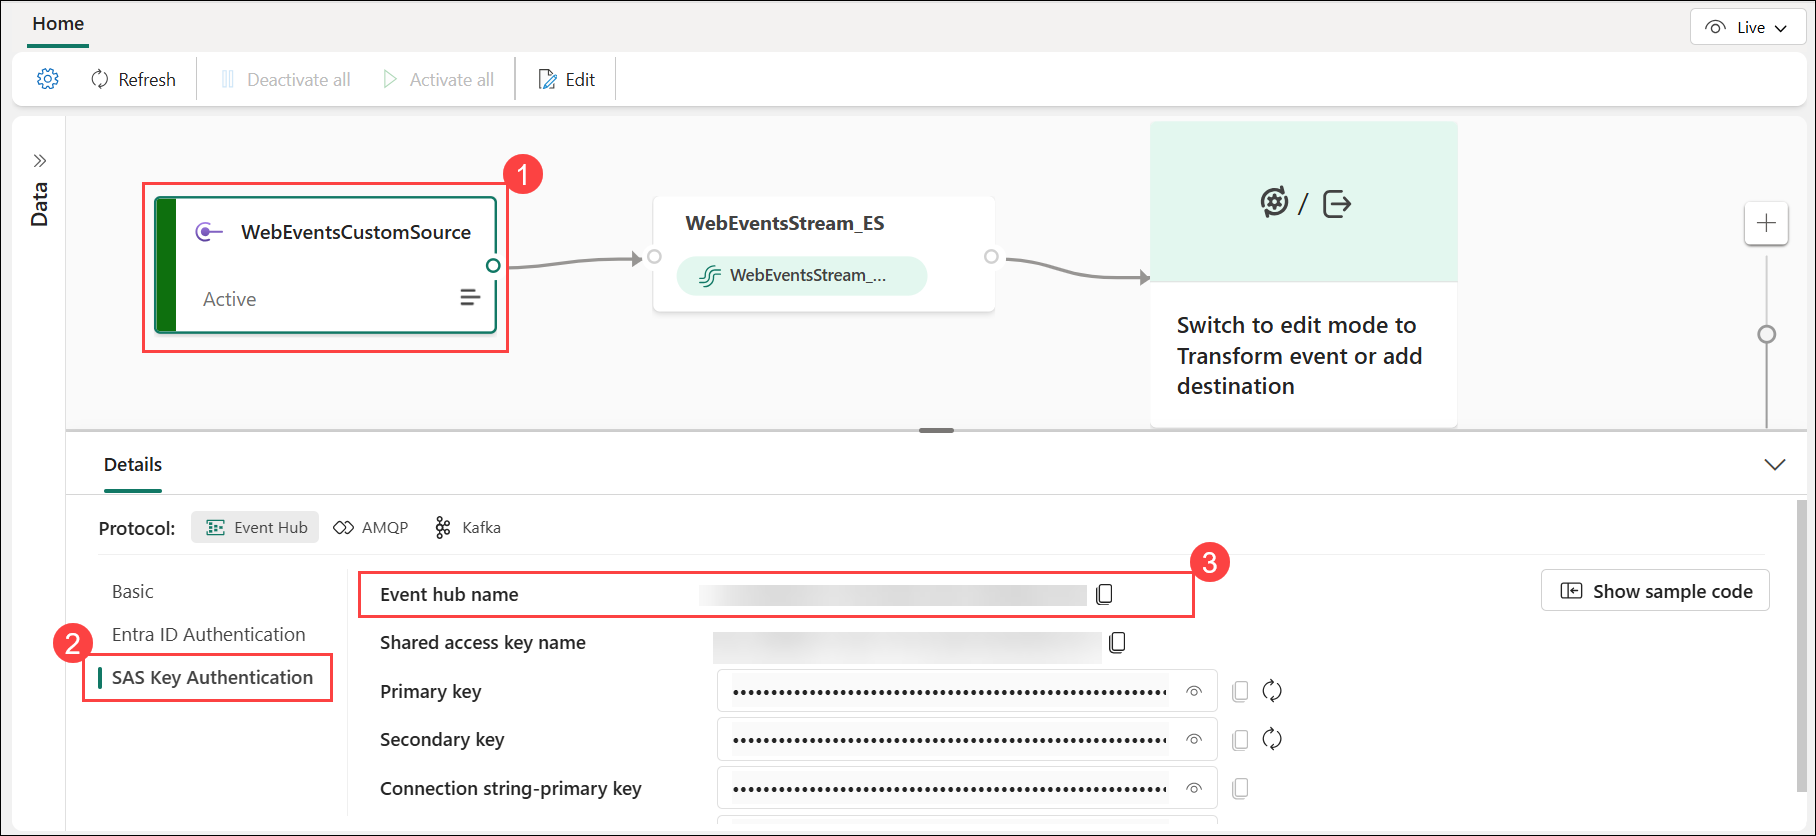 Home
Live
Refresh
Deactivate all
Activate all
Edit
Data
1
WebEventsCustomSource
Active
WebEventsStream_ES
WebEventsStream_...
/
Switch to edit mode to
Transform event or add
destination
Details
Protocol:
Event Hub
AMQP
Kafka
Basic
Entra ID Authentication
2
SAS Key Authentication
3
Event hub name
Show sample code
Shared access key name
Primary key
Secondary key
Connection string-primary key